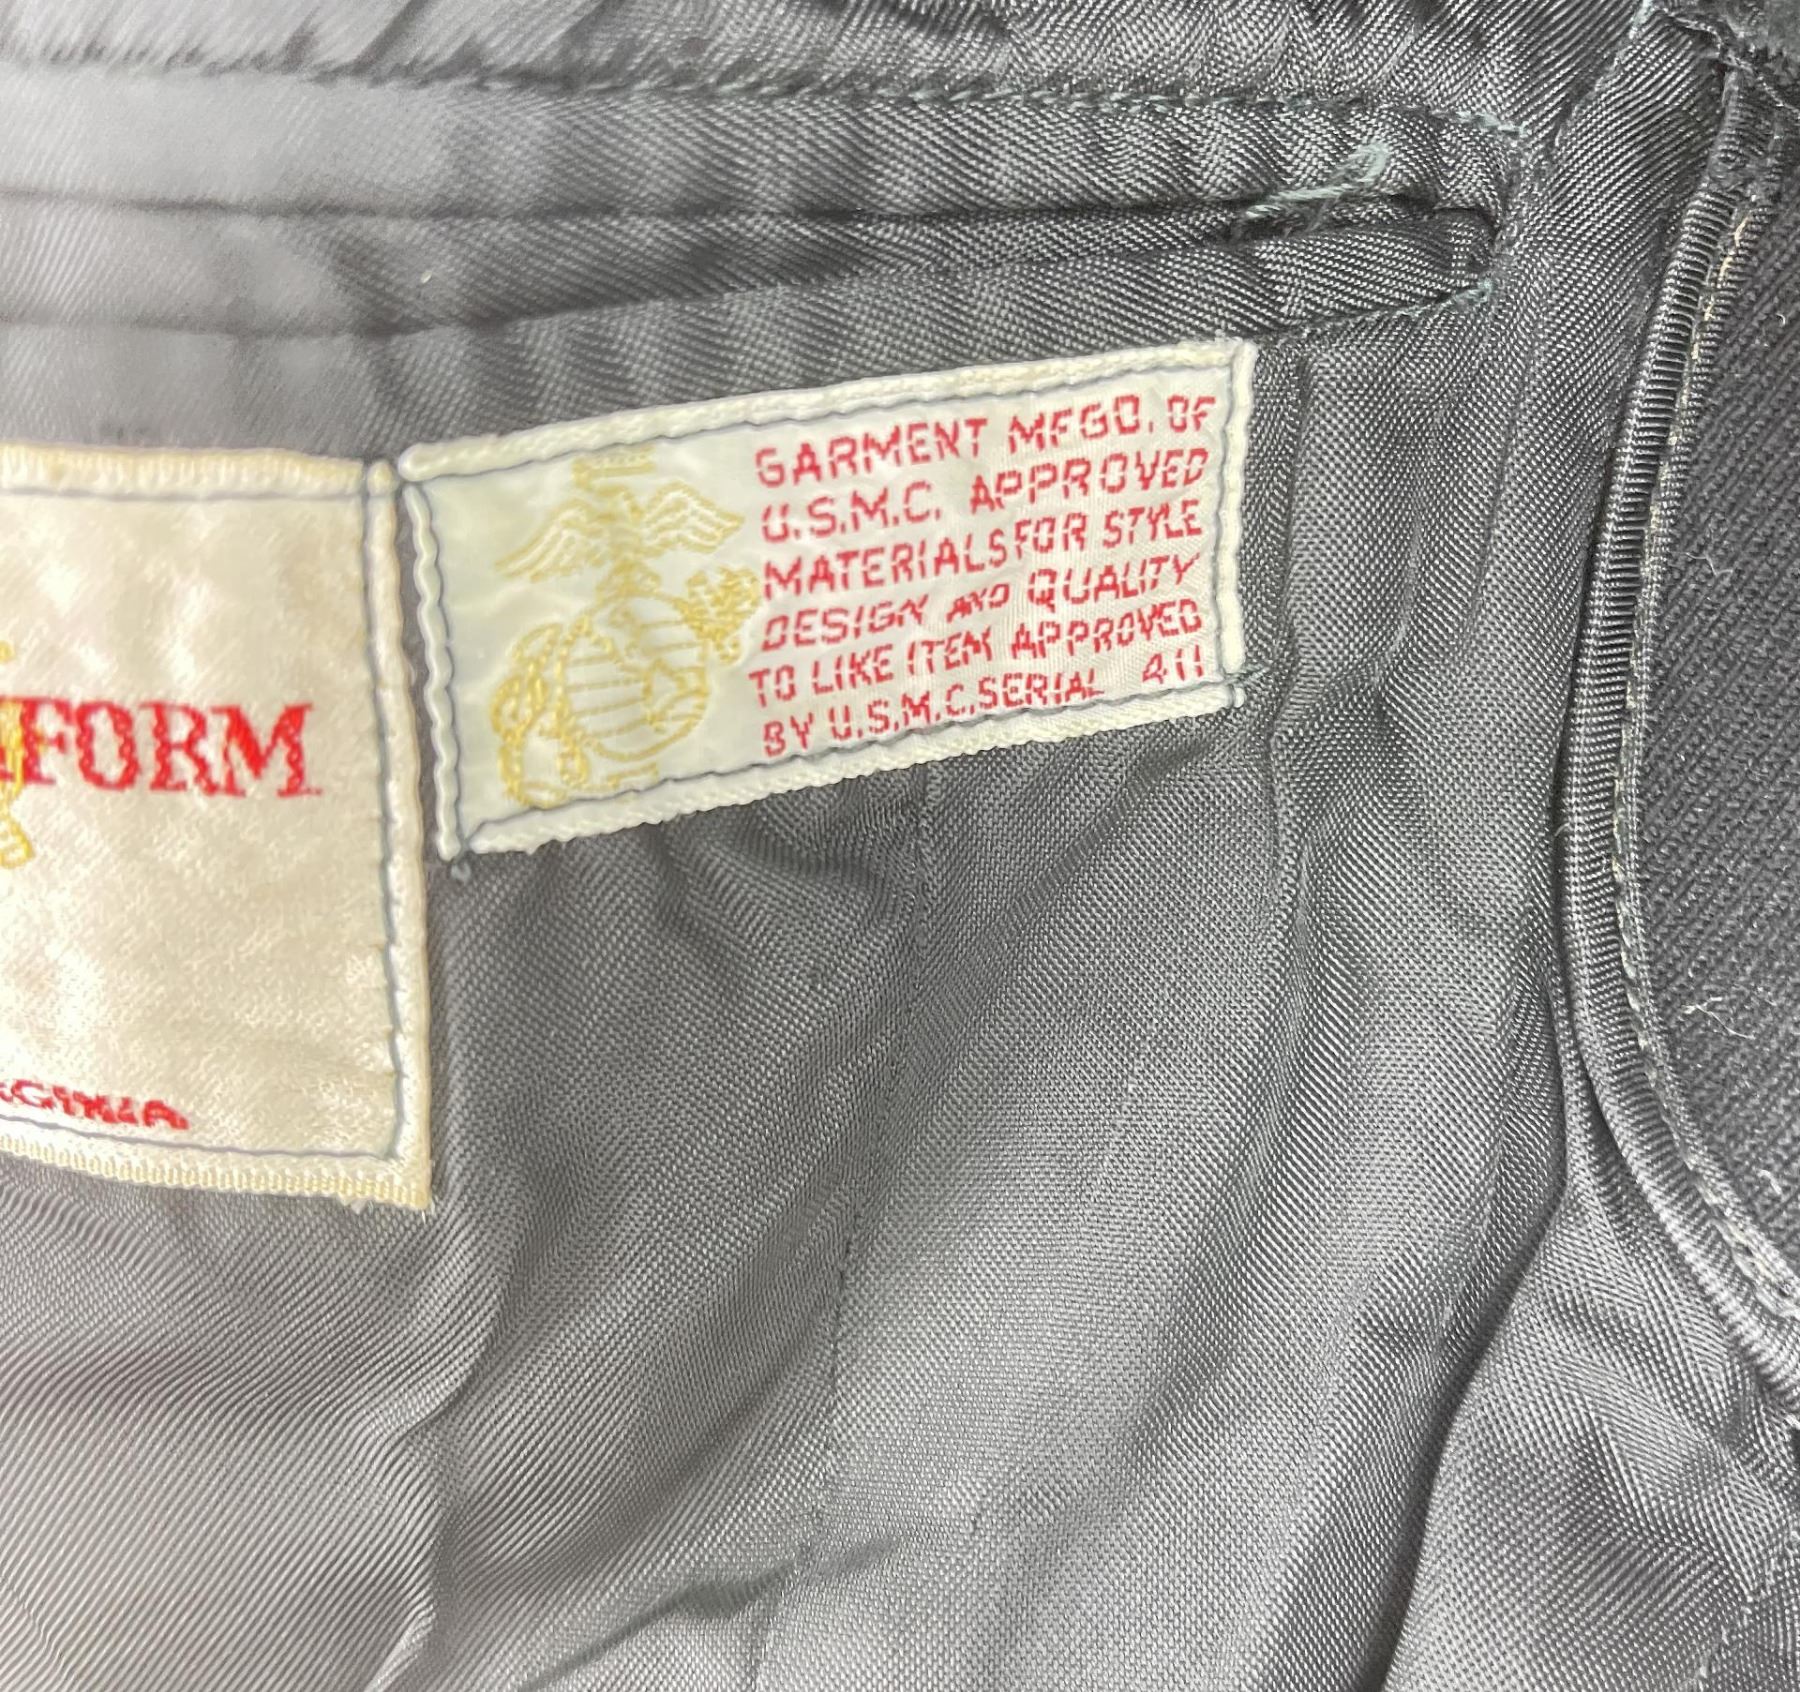 GARMENT MFGD. OF
U.S.M.C. APPROVED
MATERIALS FOR STYLE
DESIGN AND QUALITY
TO LIKE ITEM APPROVED
BY U.S.M.C. SERIAL 411
FORM